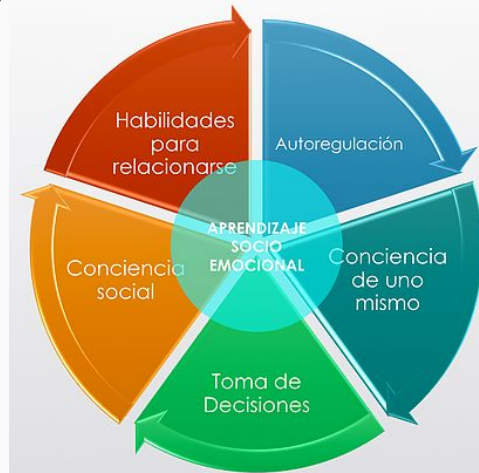 Habilidades
para
relacionarse
Autoregulación
APRENDIZAJE
SOCIO
EMOCIONAL
Conciencia
de uno
mismo
Toma de
Decisiones
Conciencia
social